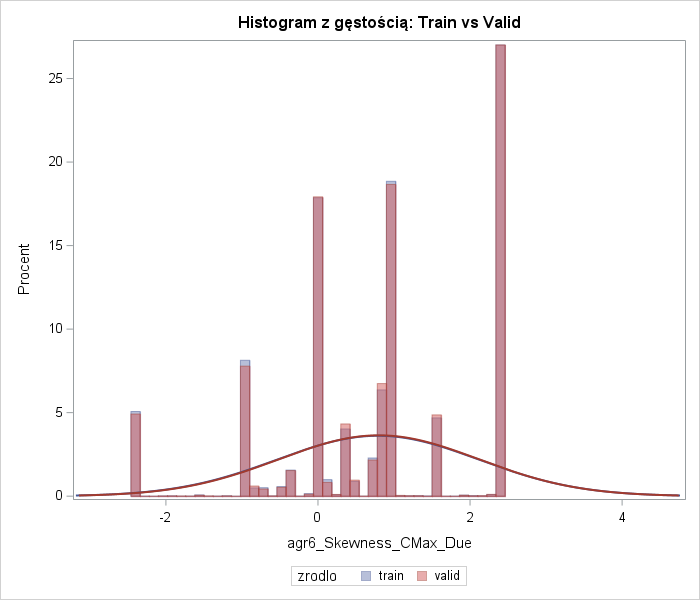 Histogram z gęstością: Train vs Valid
Procent
25
20
15
10
5
0
-2
0
2
4
agr6_Skewness_CMax_Due
zrodlo train valid